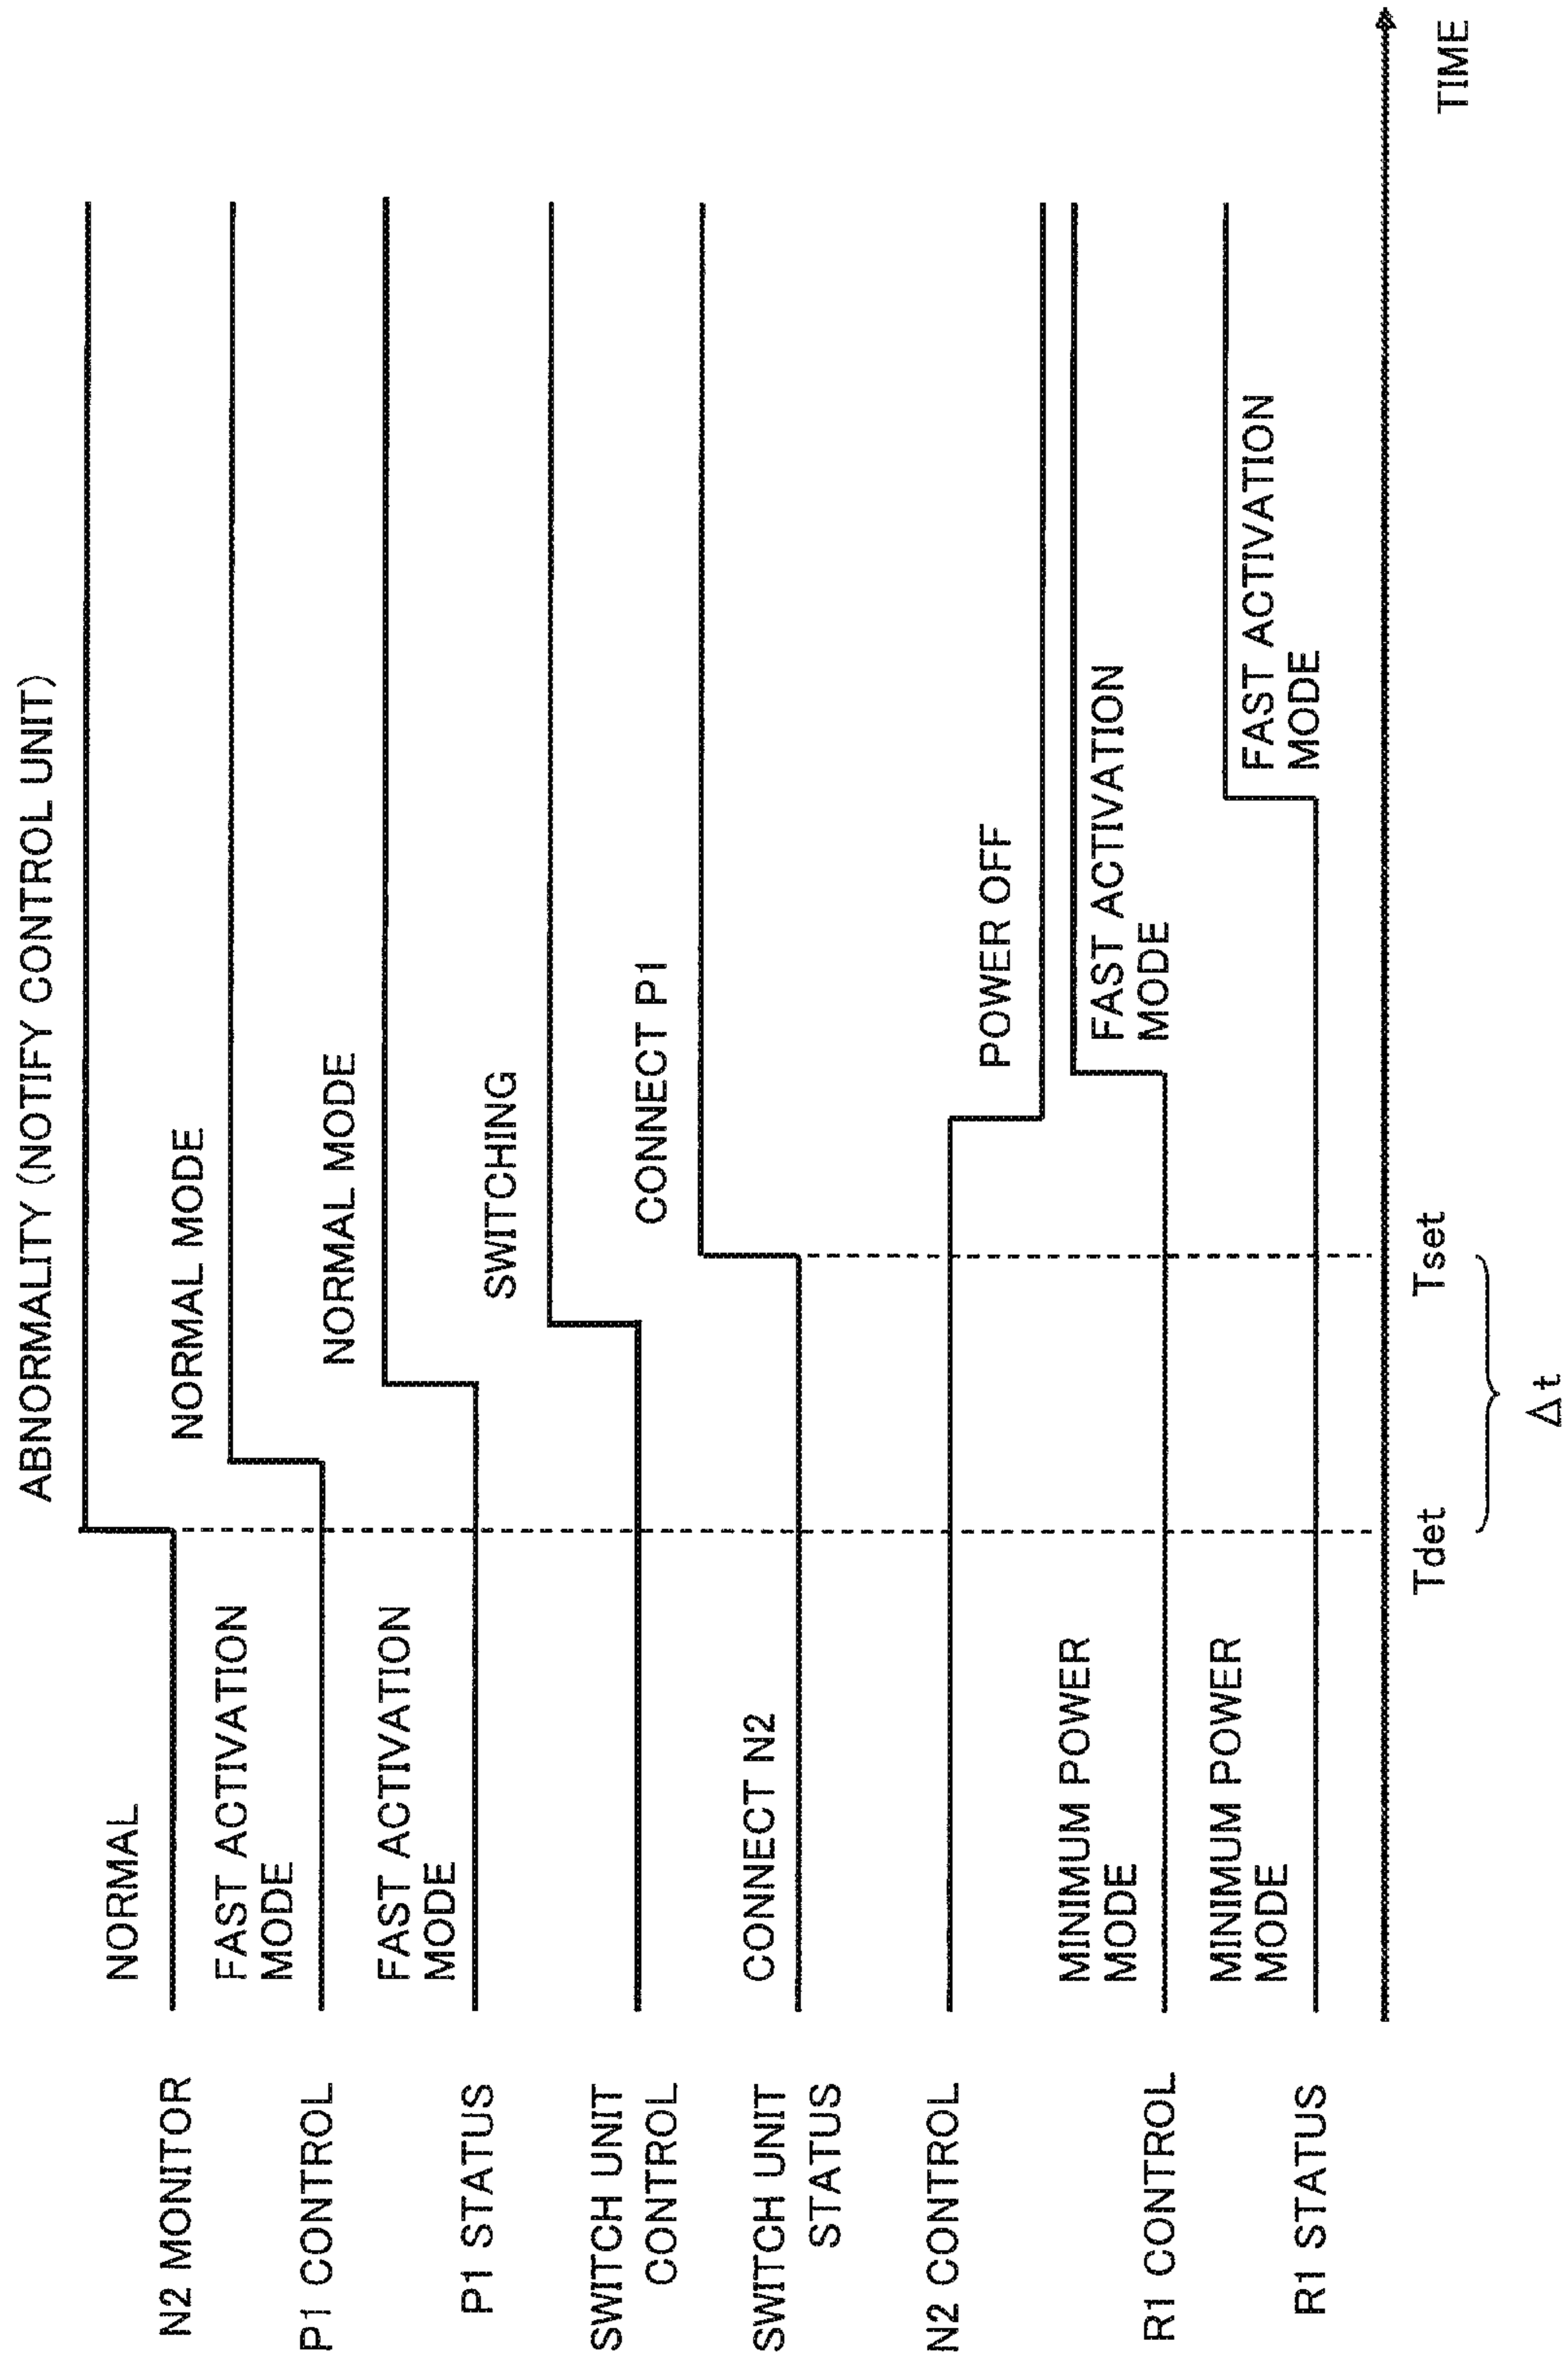 ABNORMALITY (NOTIFY CONTROL UNIT)
N2 MONITOR
NORMAL
P1 CONTROL
FAST ACTIVATION
MODE
NORMAL MODE
P1 STATUS
FAST ACTIVATION
MODE
NORMAL MODE
SWITCH UNIT
CONTROL
SWITCHING
SWITCH UNIT
STATUS
CONNECT N2
CONNECT P1
N2 CONTROL
POWER OFF
R1 CONTROL
MINIMUM POWER
MODE
FAST ACTIVATION
MODE
R1 STATUS
MINIMUM POWER
MODE
FAST ACTIVATION
MODE
Tdet
Tset
TIME
Δt